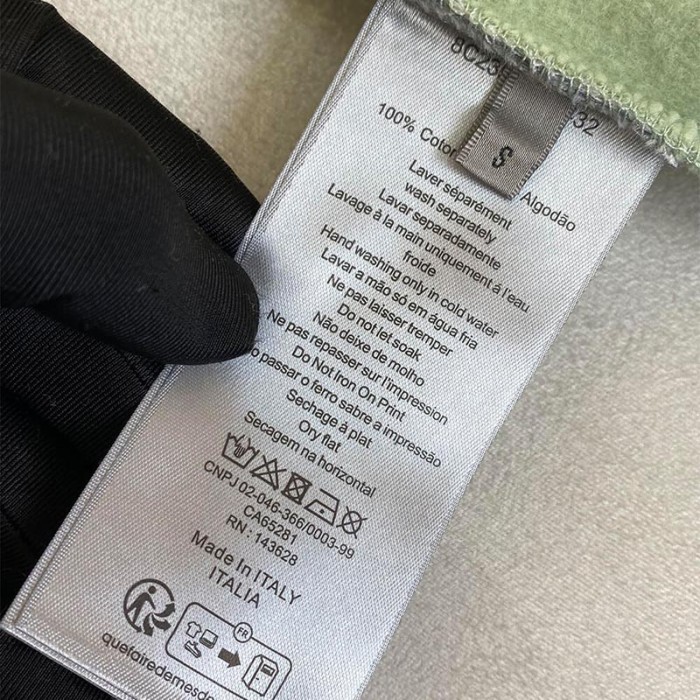 8C23
32
100% Color
Algodão
S
Laver séparément
wash separately
Lavar separadamente
Lavage à la main uniquement à l'eau
froide
Hand washing only in cold water
Lavar a mão só em água fria
Ne pas laisser tremper
Do not let soak
Não deixe de molho
Ne pas repasser sur l'impression
Do Not Iron On Print
o passar o ferro sabre a impressão
Sechage à plat
Ory flat
Secagem na horizontal
CNPJ 02-046-366/0003-99
CA65281
RN : 143628
Made In ITALY
ITALIA
FR
quefairedemesde